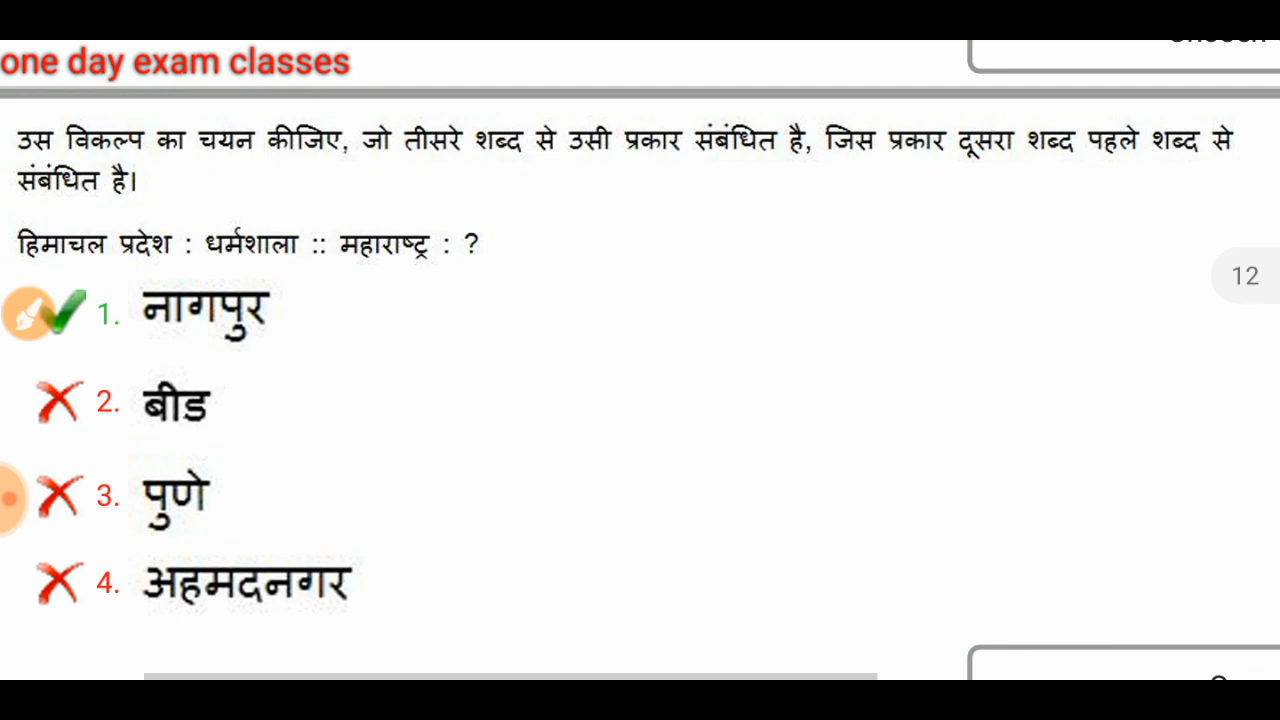 one day exam classes
उस विकल्प का चयन कीजिए, जो तीसरे शब्द से उसी प्रकार संबंधित है, जिस प्रकार दूसरा शब्द पहले शब्द से
संबंधित है।
हिमाचल प्रदेश : धर्मशाला :: महाराष्ट्र : ?
12
1. नागपुर
2. बीड
3. पुणे
4. अहमदनगर